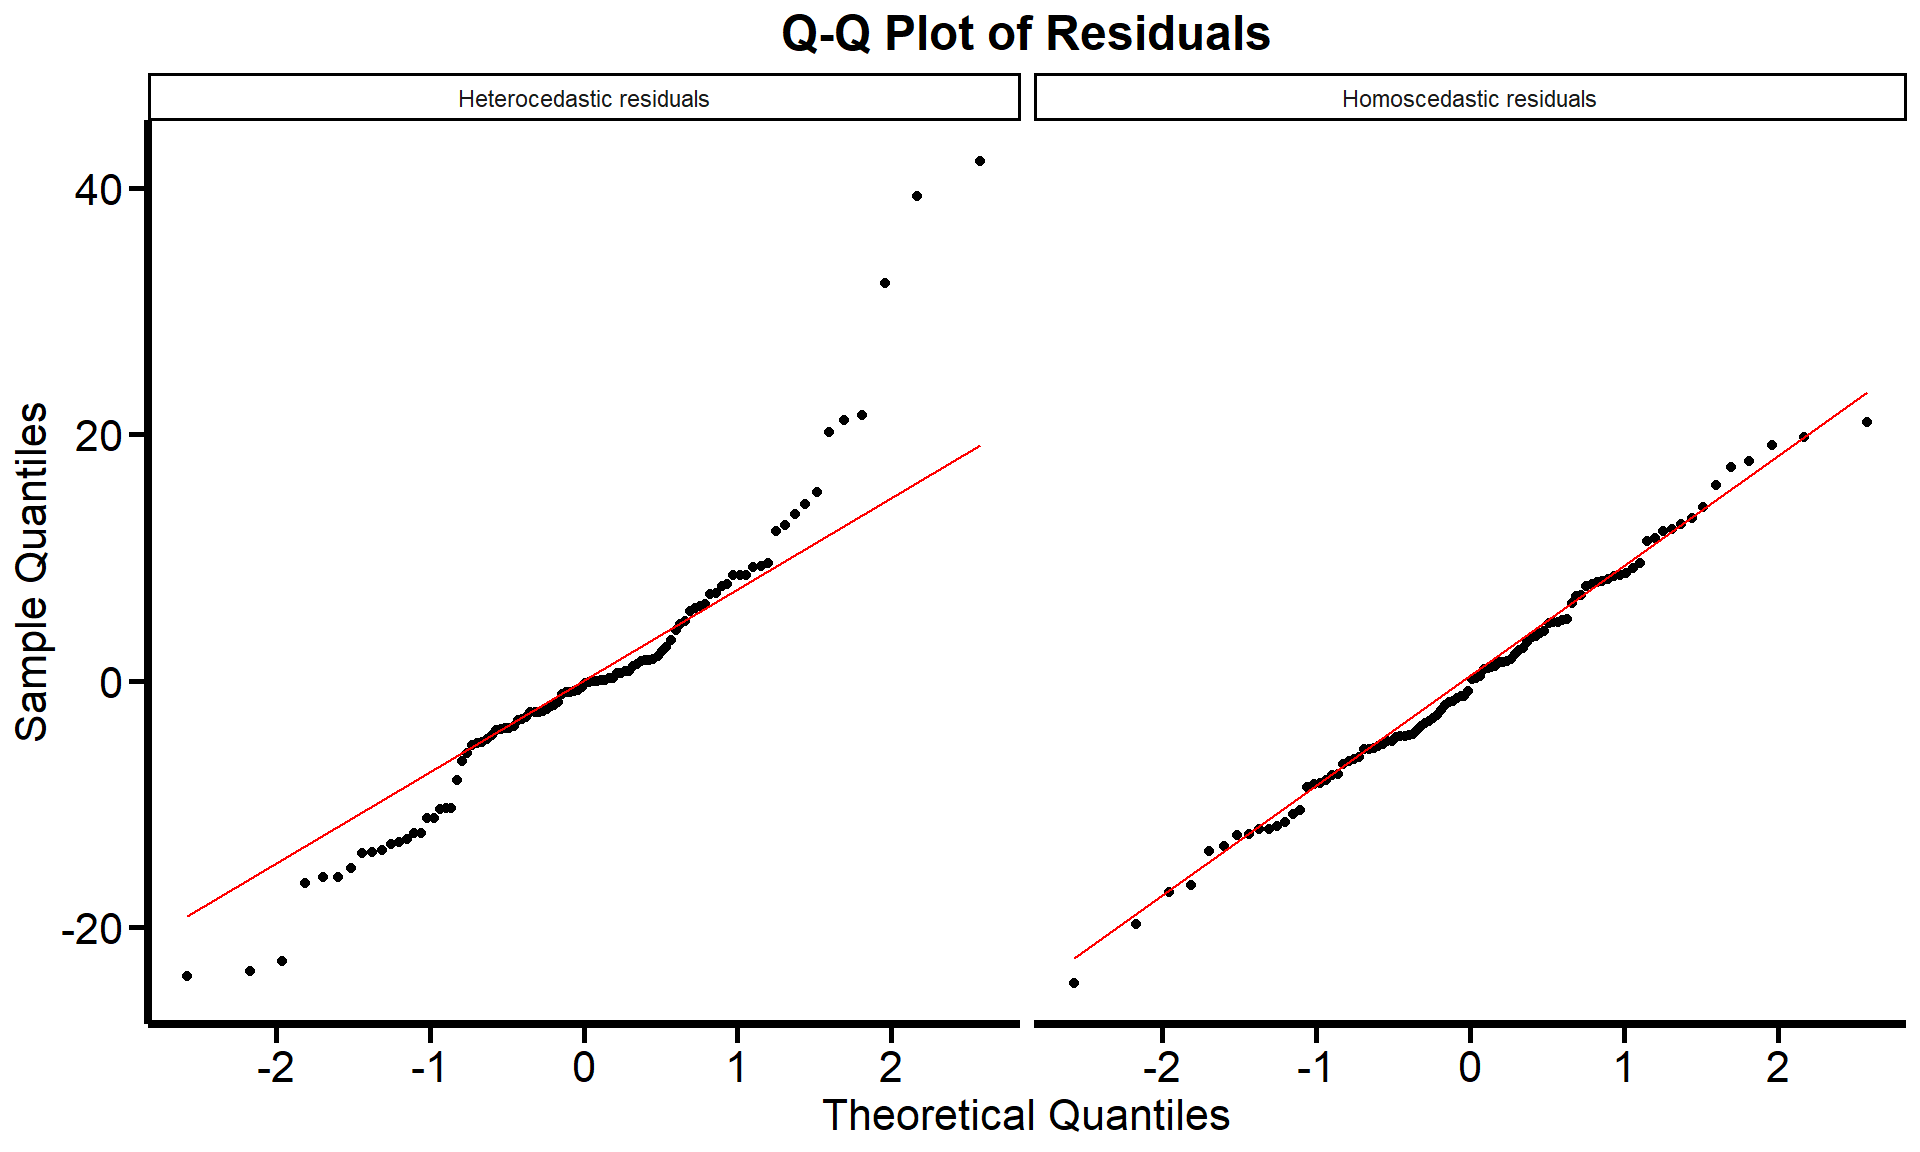 Q-Q Plot of Residuals
Heterocedastic residuals
Homoscedastic residuals
Sample Quantiles
40
20
0
-20
-2 -1 0 1 2
-2 -1 0 1 2
Theoretical Quantiles